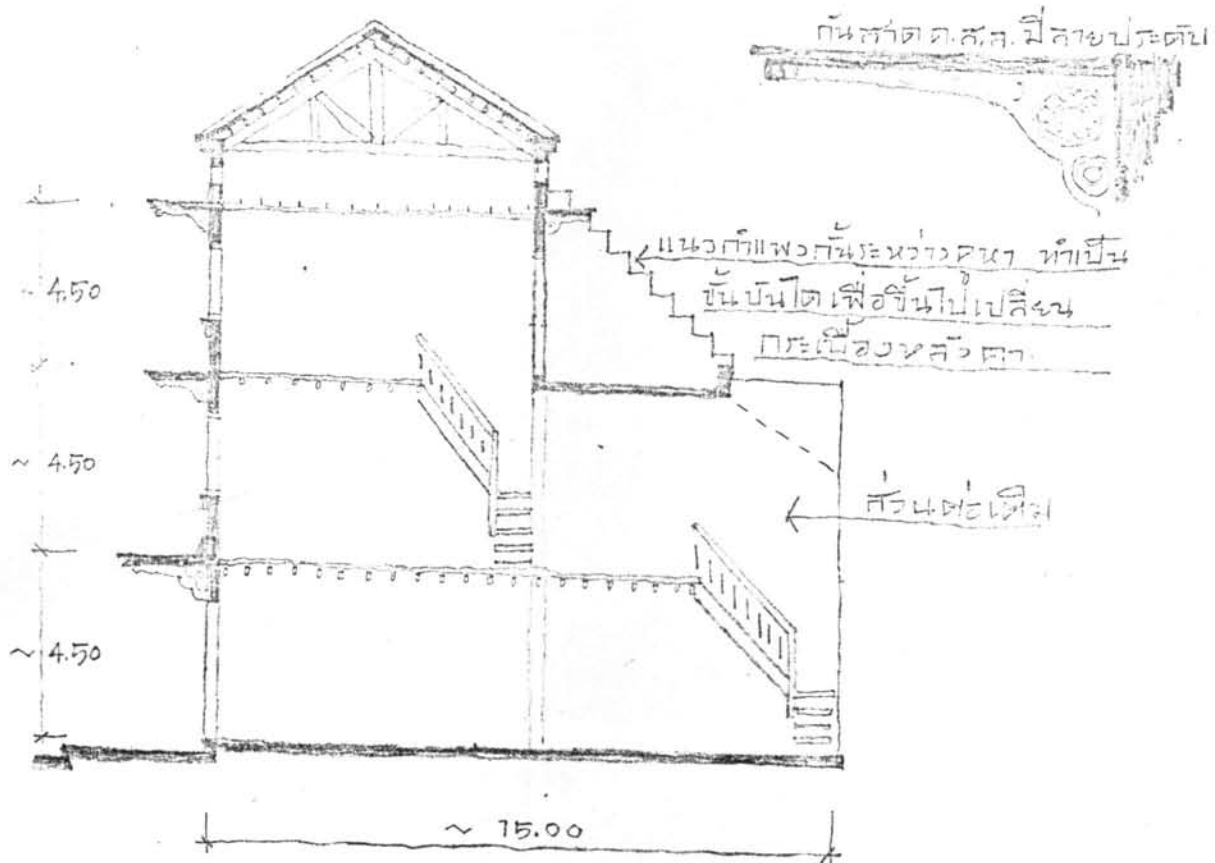 กันสาด ค.ส.ล. มีลายประดับ
แนวกำแพงกั้นระหว่างคูหา ทำเป็น
ขั้นบันไดเพื่อขึ้นไปเปลี่ยน
กระเบื้องหลังคา
~ 4.50
~ 4.50
ส่วนต่อเติม
~ 4.50
~ 15.00